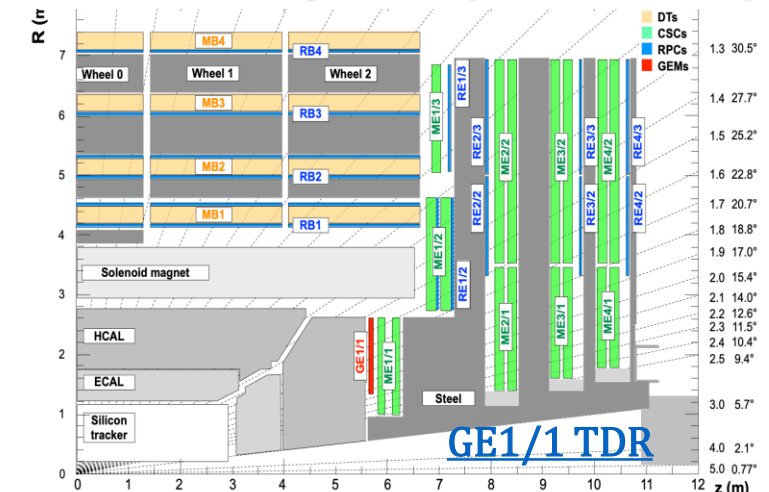 R (m
DTs
CSCs
RPCs
GEMs
7
MB4
RB4
1.3 30.5°
Wheel 0
Wheel 1
Wheel 2
ME1/3
RE1/3
6
MB3
RB3
1.4 27.7°
RE2/3
ME2/2
ME3/2
RE3/3
ME4/2
RE4/3
1.5 25.2°
5
MB2
RB2
1.6 22.8°
MB1
RB1
RE2/2
RE3/2
RE4/2
1.7 20.7°
4
1.8 18.8°
ME1/2
1.9 17.0°
Solenoid magnet
RE1/2
2.0 15.4°
3
2.1 14.0°
2.2 12.6°
HCAL
ME2/1
ME3/1
ME4/1
2.3 11.5°
2
GE1/1
ME1/1
2.4 10.4°
2.5 9.4°
ECAL
Steel
1
3.0 5.7°
Silicon
tracker
GE1/1 TDR
4.0 2.1°
0
5.0 0.77°
0 1 2 3 4 5 6 7 8 9 10 11 12 z (m)